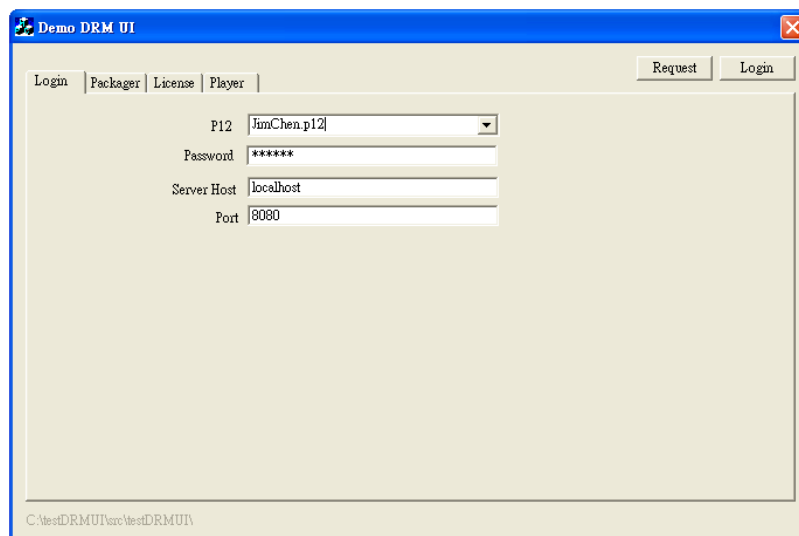 Demo DRM UI
Request Login
Login Packager License Player
P12 JimChen.p12
Password ******
Server Host localhost
Port 8080
C:\testDRMUI\src\testDRMUI\